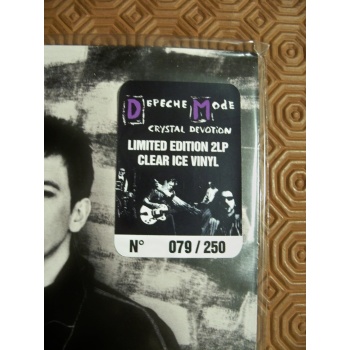 DEPECHE MODE
CRYSTAL DEVOTION
LIMITED EDITION 2LP
CLEAR ICE VINYL
N° 079 / 250